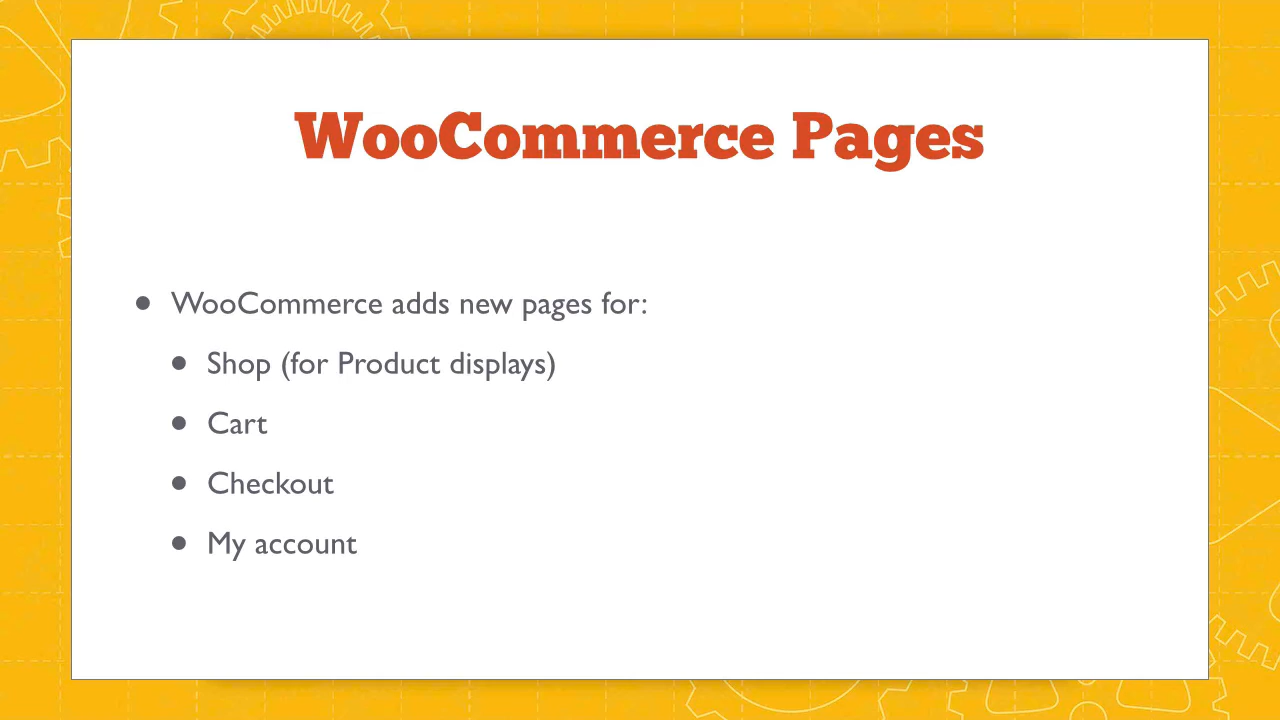 WooCommerce Pages
• WooCommerce adds new pages for:
• Shop (for Product displays)
• Cart
• Checkout
• My account